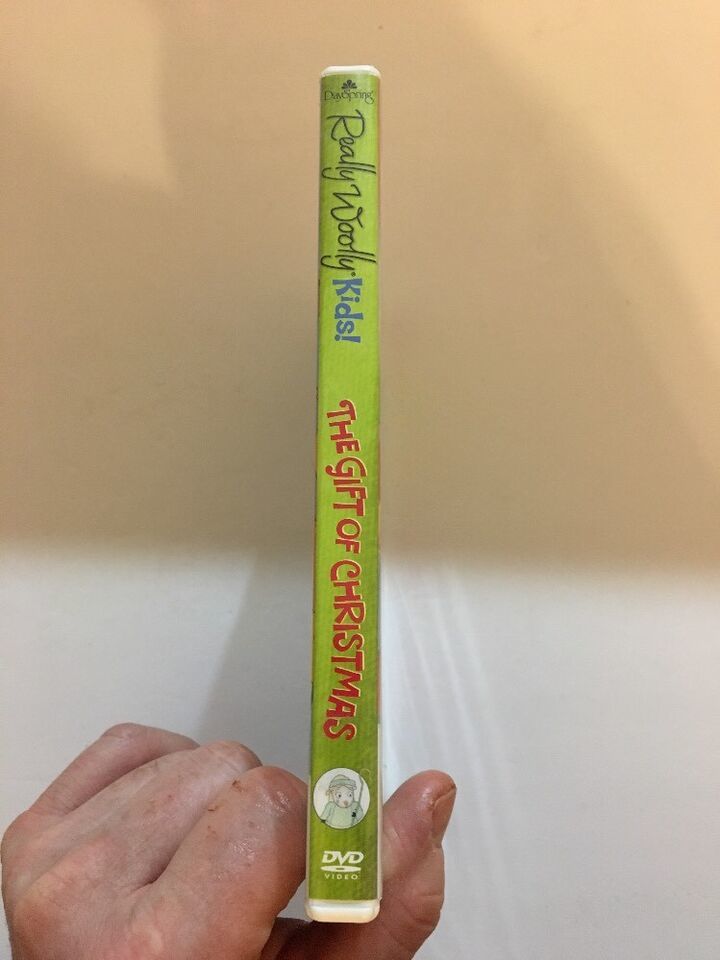 DaySpring
Really Woolly® Kids!
THE GIFT OF CHRISTMAS
DVD
VIDEO